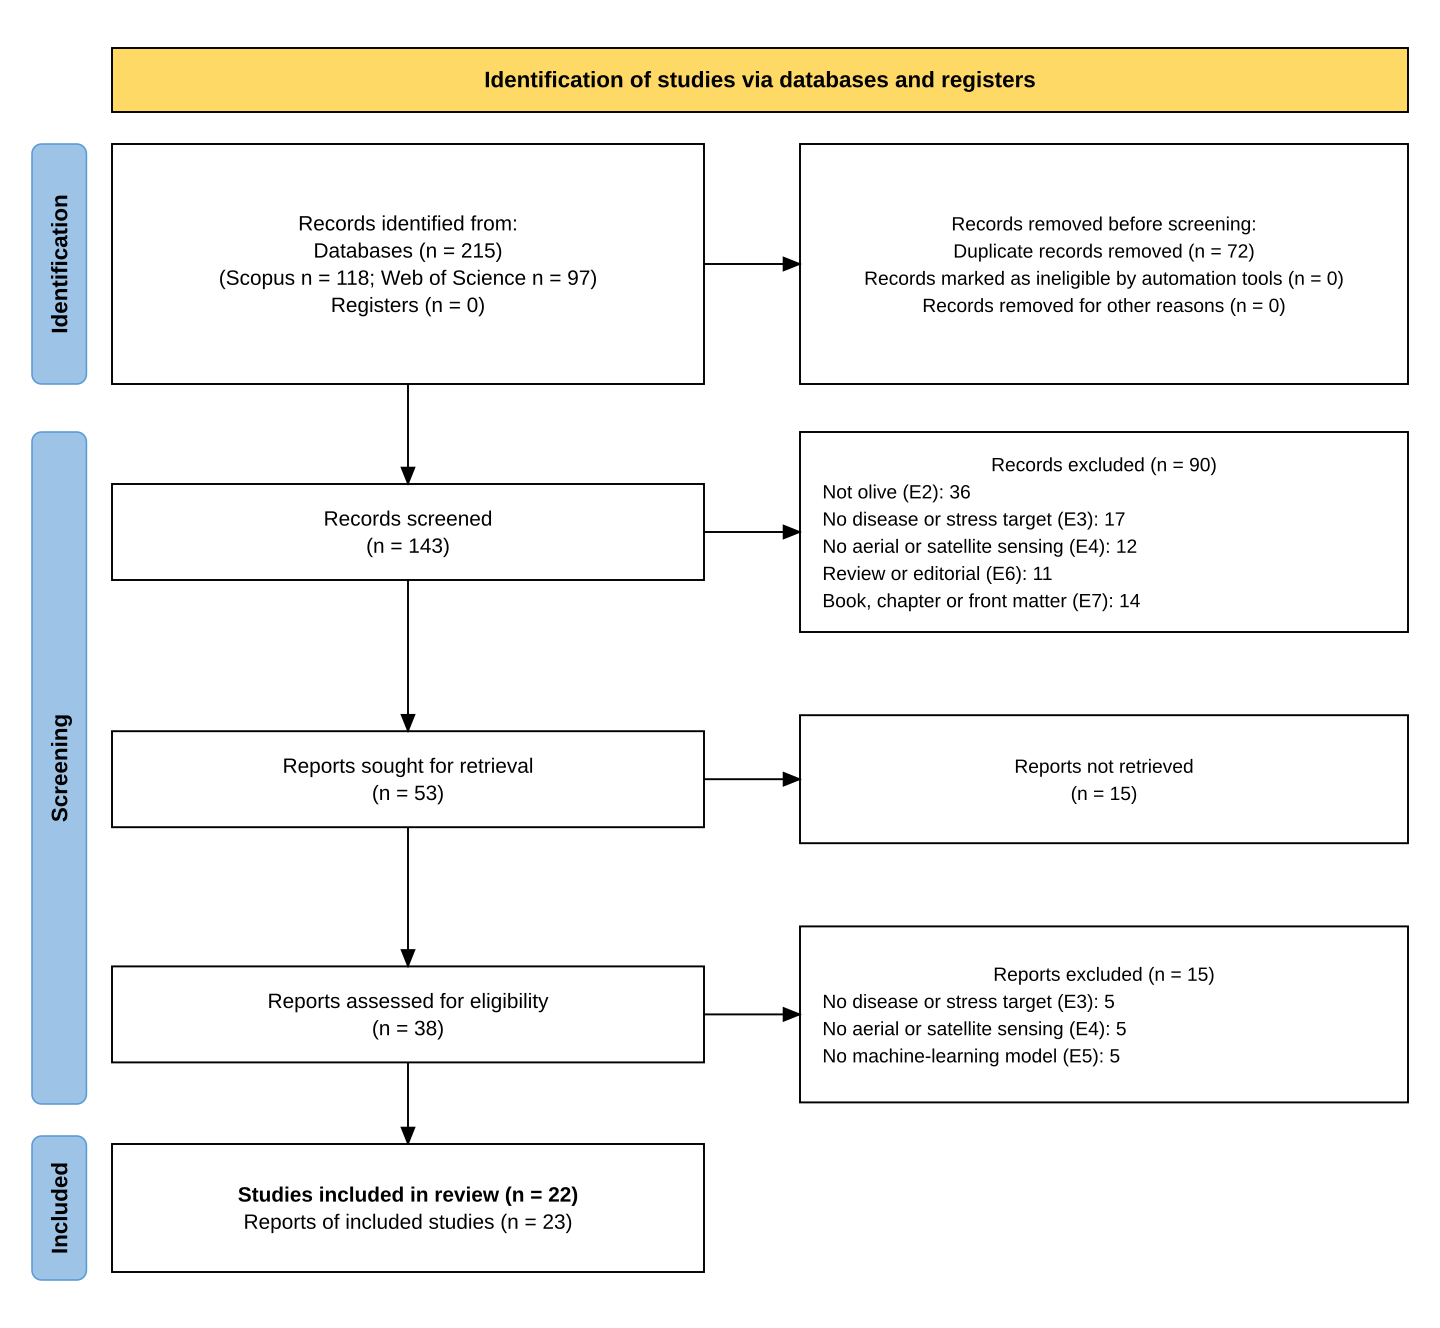 Identification of studies via databases and registers
Identification
Records identified from:
Databases (n = 215)
(Scopus n = 118; Web of Science n = 97)
Registers (n = 0)
Records removed before screening:
Duplicate records removed (n = 72)
Records marked as ineligible by automation tools (n = 0)
Records removed for other reasons (n = 0)
Screening
Records screened
(n = 143)
Records excluded (n = 90)
Not olive (E2): 36
No disease or stress target (E3): 17
No aerial or satellite sensing (E4): 12
Review or editorial (E6): 11
Book, chapter or front matter (E7): 14
Reports sought for retrieval
(n = 53)
Reports not retrieved
(n = 15)
Reports assessed for eligibility
(n = 38)
Reports excluded (n = 15)
No disease or stress target (E3): 5
No aerial or satellite sensing (E4): 5
No machine-learning model (E5): 5
Included
Studies included in review (n = 22)
Reports of included studies (n = 23)